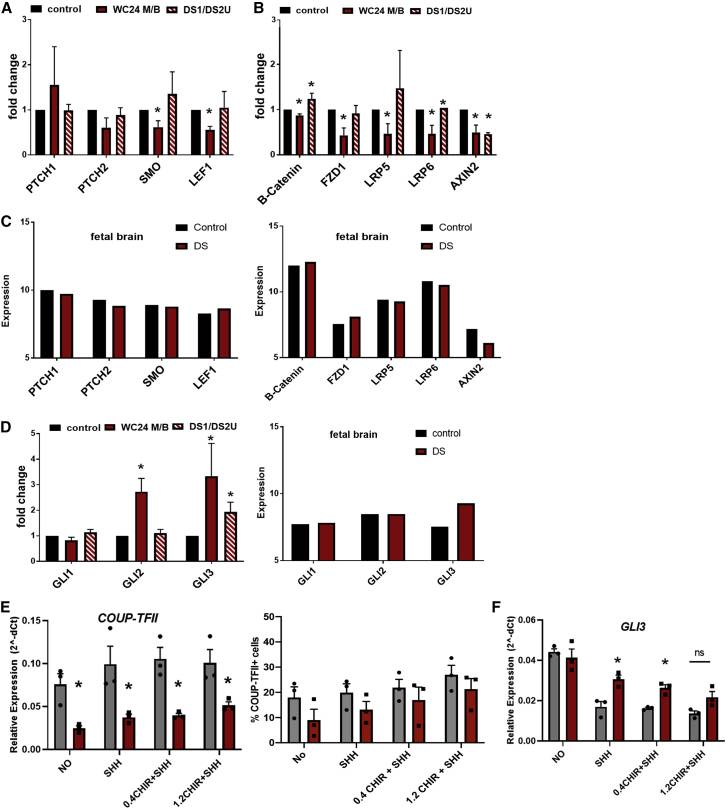 A
control WC24 M/B DS1/DS2U
fold change
3
2
1
0
PTCH1 PTCH2 SMO LEF1
* *
B
control WC24 M/B DS1/DS2U
fold change
3
2
1
0
B-Catenin FZD1 LRP5 LRP6 AXIN2
* * * * * * *
C
fetal brain
Control
DS
Expression
15
10
5
PTCH1 PTCH2 SMO LEF1
fetal brain
Control
DS
Expression
15
10
5
B-Catenin FZD1 LRP5 LRP6 AXIN2
D
control WC24 M/B DS1/DS2U
fold change
5
4
3
2
1
0
GLI1 GLI2 GLI3
* * *
fetal brain
control
DS
Expression
15
10
5
GLI1 GLI2 GLI3
E
COUP-TFII
Relative Expression (2^-dCt)
0.15
0.10
0.05
0.00
NO SHH 0.4CHIR+SHH 1.2CHIR+SHH
* * * *
% COUP-TFII+ cells
50
40
30
20
10
0
No SHH 0.4CHIR + SHH 1.2 CHIR + SHH
F
GLI3
Relative Expression (2^-dCt)
0.06
0.04
0.02
0.00
NO SHH 0.4CHIR+SHH 1.2CHIR+SHH
* * ns